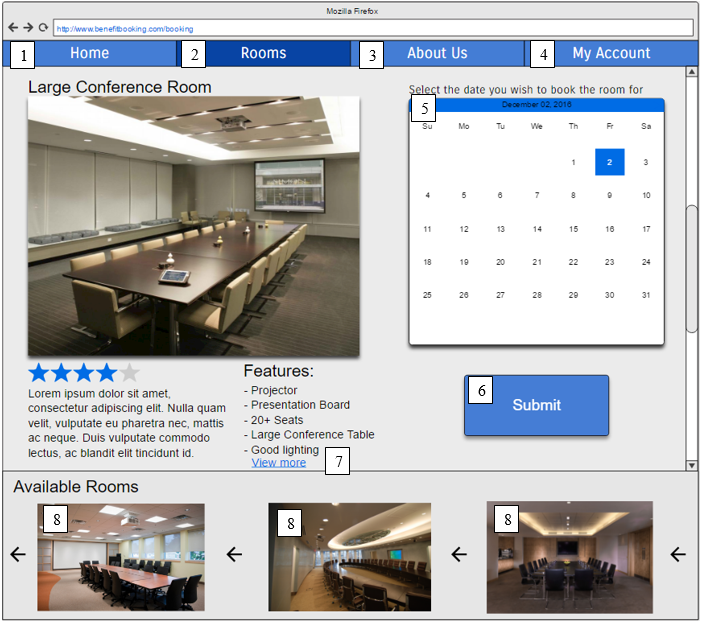 Mozilla Firefox
http://www.benefitbooking.com/booking
1 Home 2 Rooms 3 About Us 4 My Account
Large Conference Room
Select the date you wish to book the room for
5 December 02, 2016
Su Mo Tu We Th Fr Sa
1 2 3
4 5 6 7 8 9 10
11 12 13 14 15 16 17
18 19 20 21 22 23 24
25 26 27 28 29 30 31
Lorem ipsum dolor sit amet,
consectetur adipiscing elit. Nulla quam
velit, vulputate eu pharetra nec, mattis
ac neque. Duis vulputate commodo
lectus, ac blandit elit tincidunt id.
Features:
- Projector
- Presentation Board
- 20+ Seats
- Large Conference Table
- Good lighting
View more 7
6 Submit
Available Rooms
8 8 8